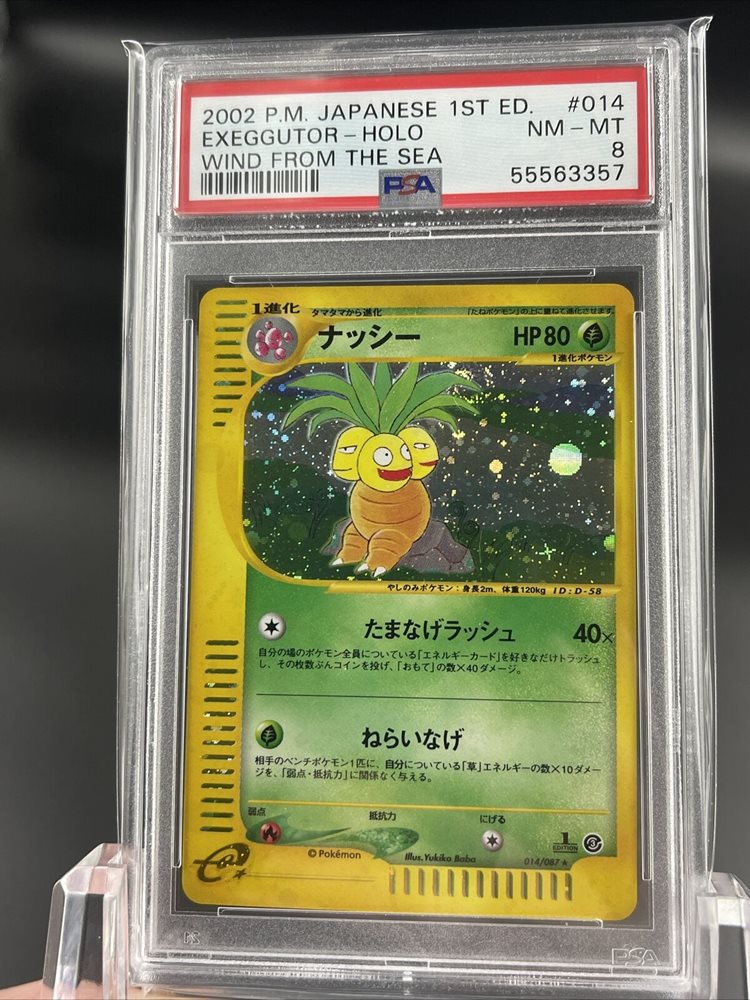 2002 P.M. JAPANESE 1ST ED. #014
EXEGGUTOR-HOLO NM-MT
WIND FROM THE SEA 8
PSA 55563357
1進化 タマタマから進化 「たねポケモン」の上に重ねて進化させます
ナッシー HP80
1進化ポケモン
やしのみポケモン:身長2m、体重120kg ID:D-58
たまなげラッシュ 40×
自分の場のポケモン全員についている「エネルギーカード」を好きなだけトラッシュ
し、その枚数ぶんコインを投げ、「おもて」の数×40ダメージ。
ねらいなげ
相手のベンチポケモン1匹に、自分についている「草」エネルギーの数×10ダメー
ジを、「弱点・抵抗力」に関係なく与える。
弱点 抵抗力 にげる
1 EDITION
©Pokémon Illus.Yukiko Baba 014/087★
PSA